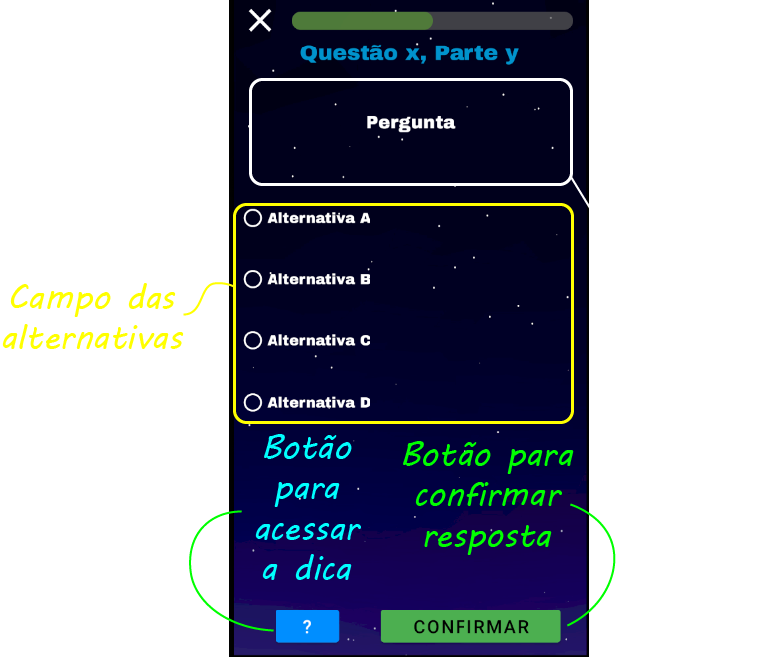 Questão x, Parte y
Pergunta
Alternativa A
Alternativa B
Campo das
alternativas
Alternativa C
Alternativa D
Botão
para
acessar
a dica
Botão para
confirmar
resposta
?
CONFIRMAR